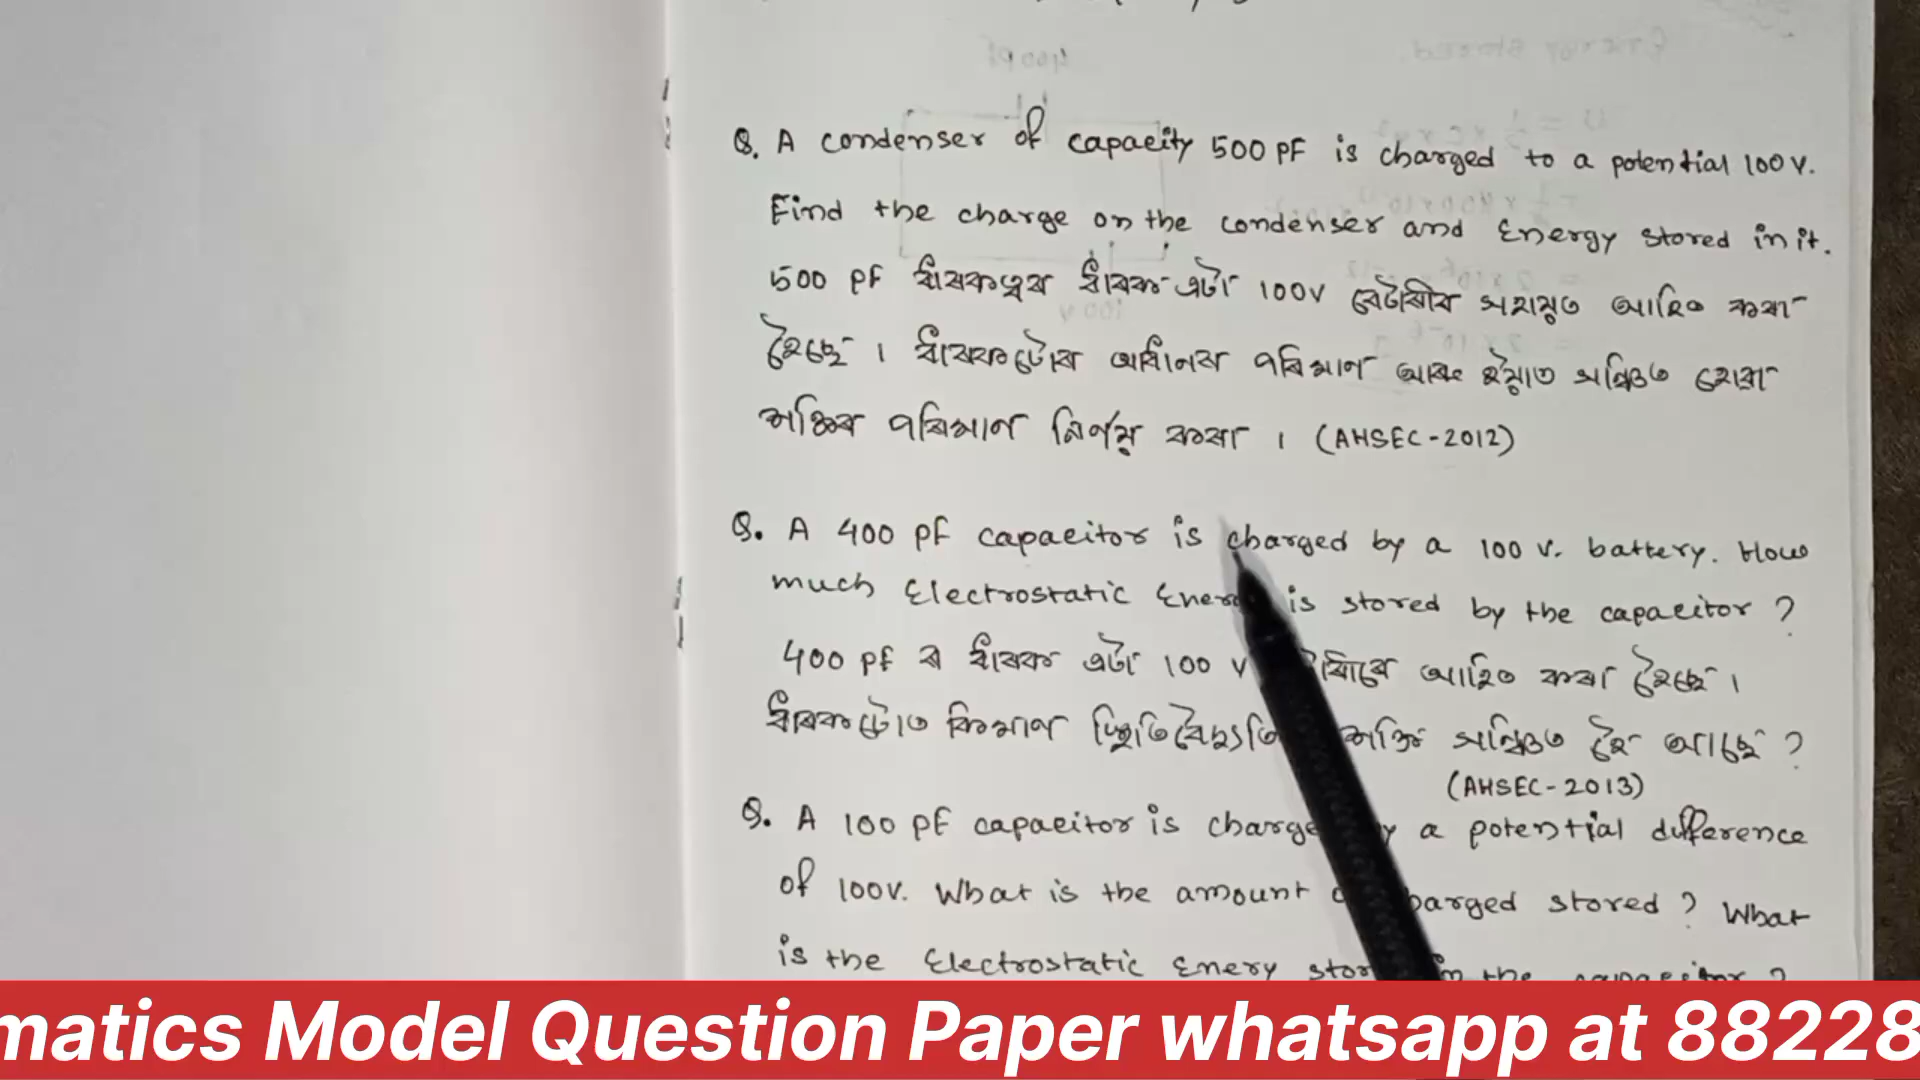 Q. A condenser of capacity 500 PF is charged to a potential 100 V.
Find the charge on the condenser and Energy stored in it.
500 PF ধাৰকত্বৰ ধাৰক এটা 100V বেটাৰীৰ সহায়ত আহিত কৰা
হৈছে । ধাৰকটোৰ আধানৰ পৰিমাণ আৰু ইয়াত সঞ্চিত হোৱা
শক্তিৰ পৰিমাণ নিৰ্ণয় কৰা । (AHSEC-2012)
Q. A 400 PF capacitor is charged by a 100 V. battery. How
much Electrostatic is stored by the capacitor ?
400 PF ৰ ধাৰক এটা 100 V আহিত কৰা হৈছে ।
ধাৰকটোত কিমান শক্তি সঞ্চিত হৈ আছে ?
(AHSEC-2013)
Q. A 100 PF capacitor is a potential difference
of 100V. What is the amount stored ? What
is the Electrostatic Enery the
matics Model Question Paper whatsapp at 88228